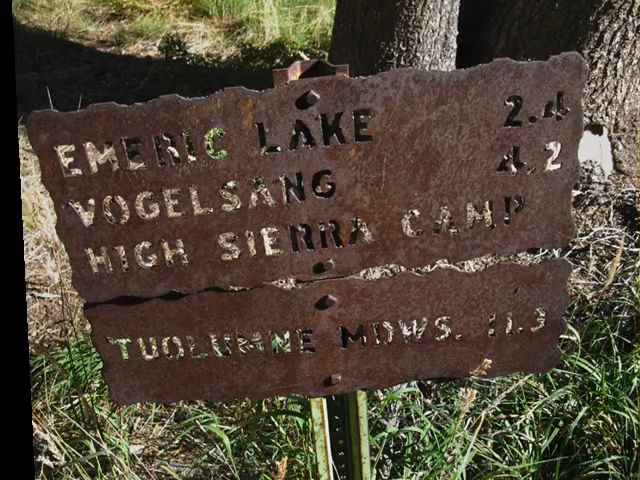 EMERIC LAKE 2.4
VOGELSANG 4.2
HIGH SIERRA CAMP
TUOLUMNE MDWS. 11.3